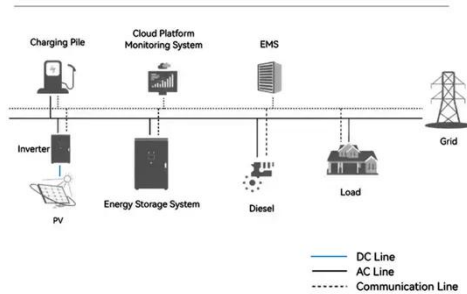 Charging Pile
Cloud Platform
Monitoring System
EMS
Inverter
Grid
PV
Energy Storage System
Diesel
Load
DC Line
AC Line
Communication Line